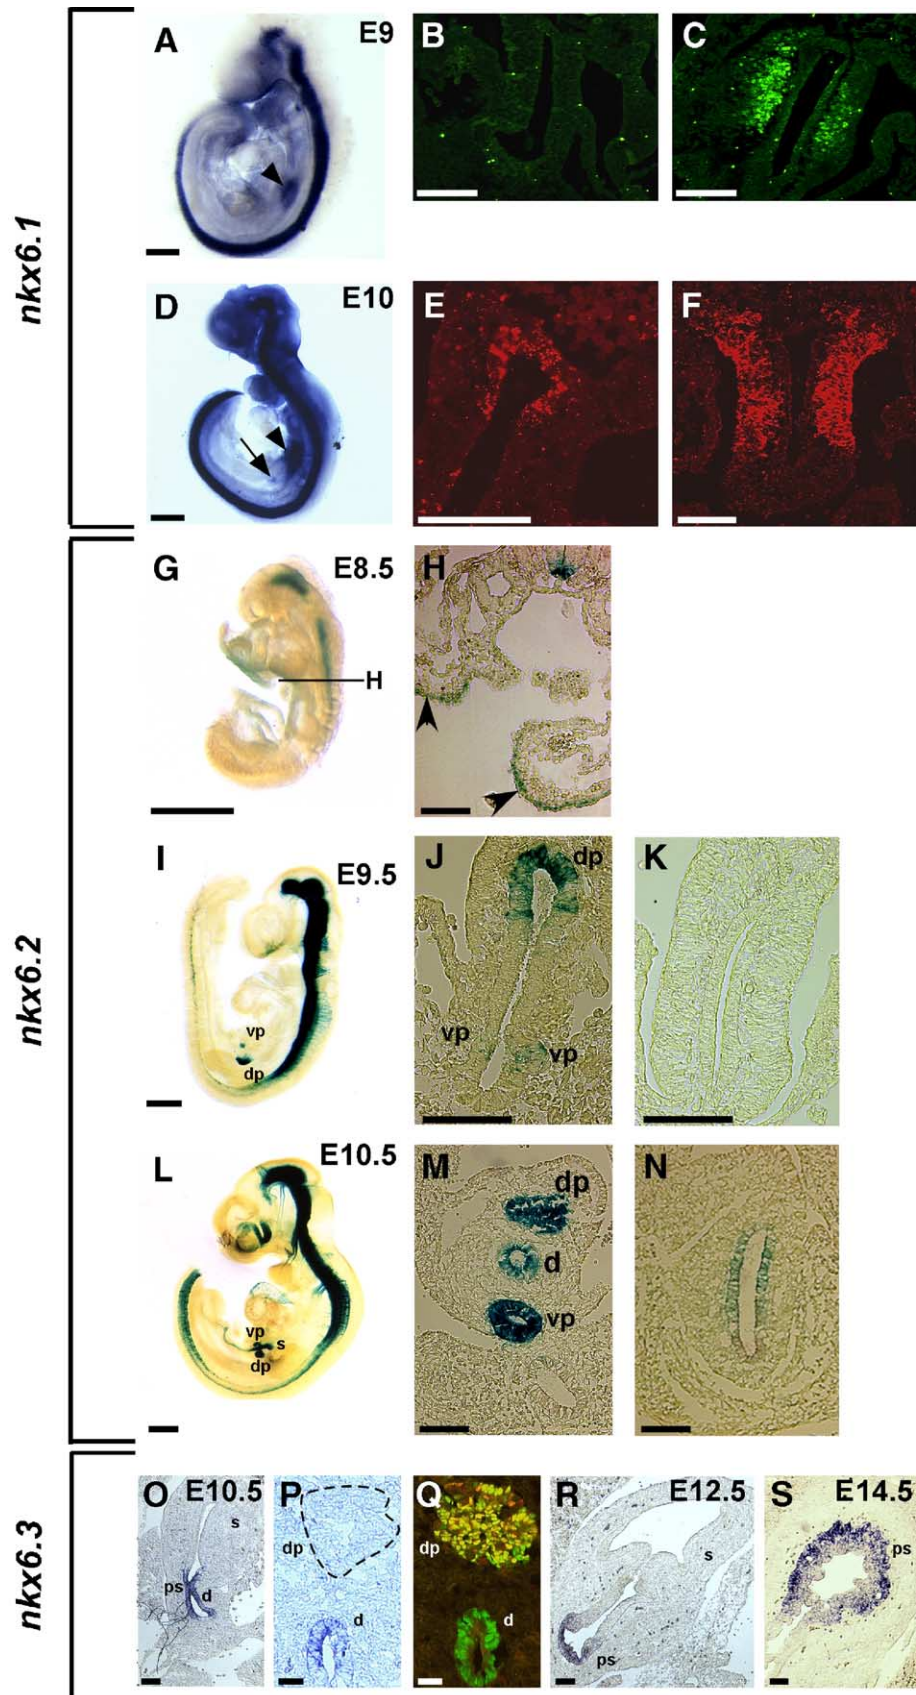 nkx6.1
A E9
B
C
D E10
E
F
nkx6.2
G E8.5
H
H
I E9.5
vp
dp
J dp
vp
vp
K
L E10.5
vp
s
dp
M dp
d
vp
N
nkx6.3
O E10.5
s
ps
d
P
dp
d
Q
dp
d
R E12.5
s
ps
S E14.5
ps